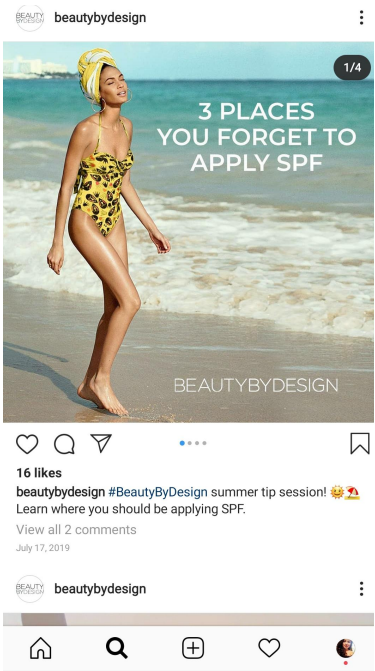 BEAUTY
BYDESIGN
beautybydesign
1/4
3 PLACES
YOU FORGET TO
APPLY SPF
BEAUTYBYDESIGN
16 likes
beautybydesign #BeautyByDesign summer tip session! 🌞⛱️
Learn where you should be applying SPF.
View all 2 comments
July 17, 2019
BEAUTY
BYDESIGN
beautybydesign